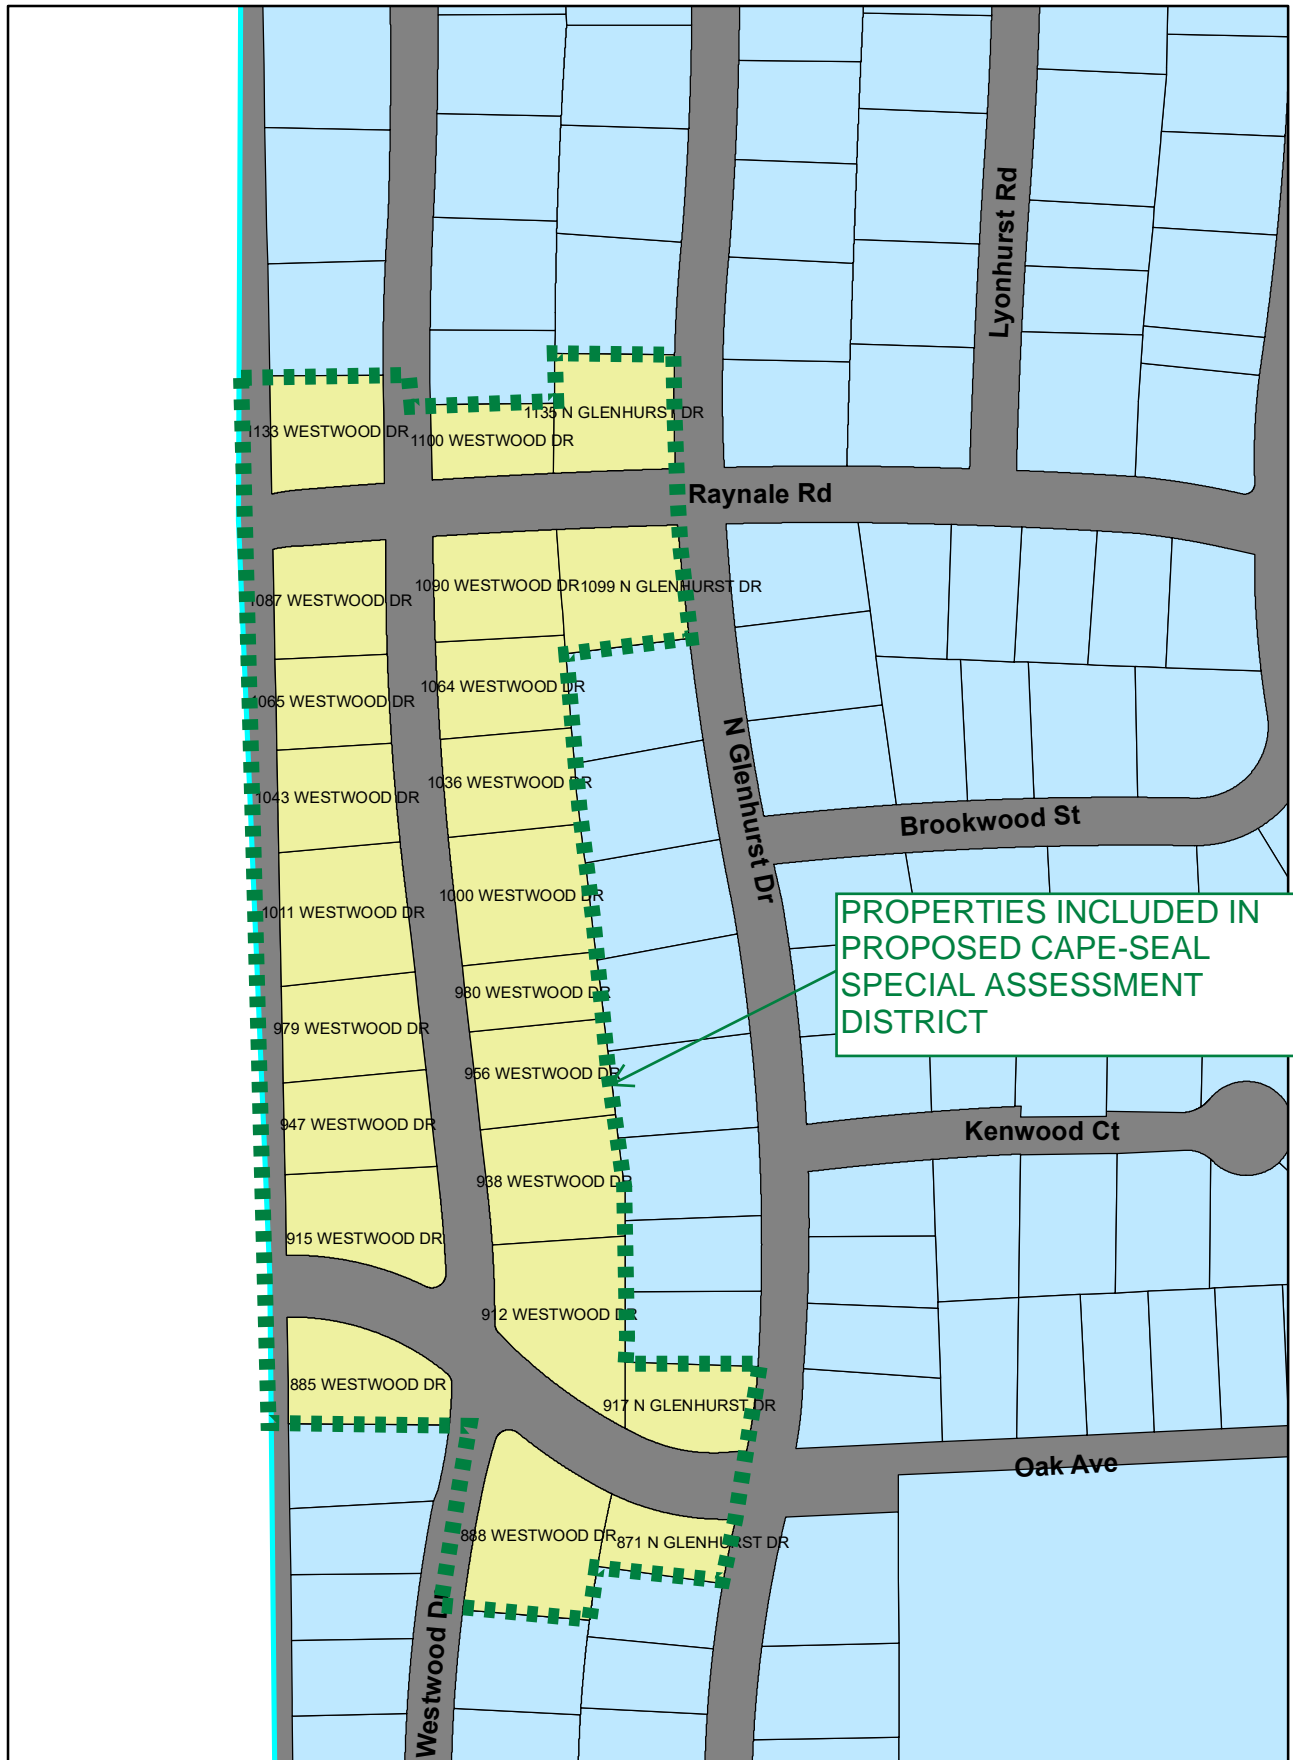 Lyonhurst Rd
1135 N GLENHURST DR
1133 WESTWOOD DR
1100 WESTWOOD DR
Raynale Rd
1090 WESTWOOD DR
1099 N GLENHURST DR
1087 WESTWOOD DR
1064 WESTWOOD DR
1065 WESTWOOD DR
N Glenhurst Dr
1036 WESTWOOD DR
1043 WESTWOOD DR
Brookwood St
1000 WESTWOOD DR
1011 WESTWOOD DR
PROPERTIES INCLUDED IN
PROPOSED CAPE-SEAL
SPECIAL ASSESSMENT
DISTRICT
980 WESTWOOD DR
979 WESTWOOD DR
956 WESTWOOD DR
947 WESTWOOD DR
Kenwood Ct
938 WESTWOOD DR
915 WESTWOOD DR
912 WESTWOOD DR
885 WESTWOOD DR
917 N GLENHURST DR
Oak Ave
888 WESTWOOD DR
871 N GLENHURST DR
Westwood Dr